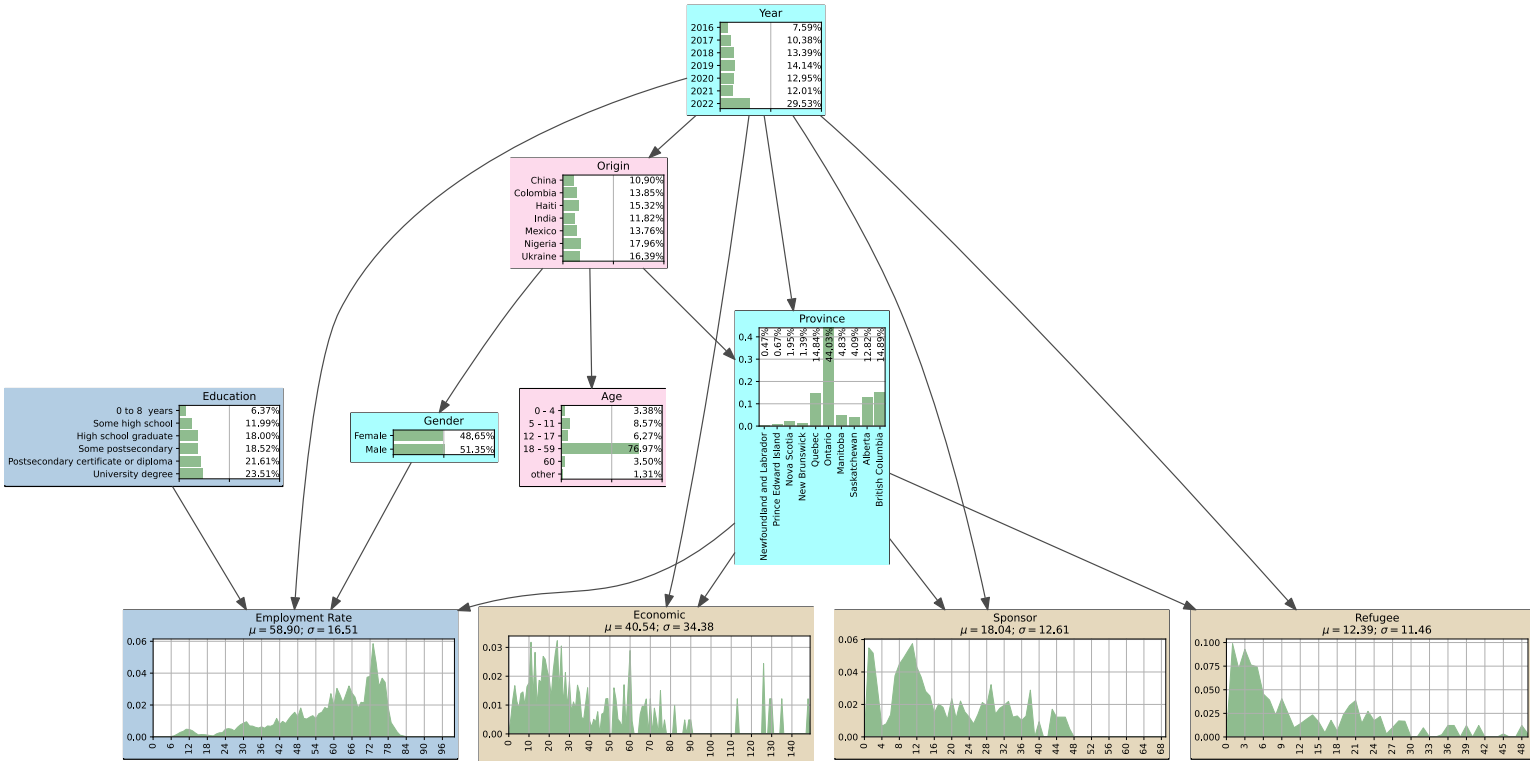 Year
2016 7.59%
2017 10.38%
2018 13.39%
2019 14.14%
2020 12.95%
2021 12.01%
2022 29.53%
Origin
China 10.90%
Colombia 13.85%
Haiti 15.32%
India 11.82%
Mexico 13.76%
Nigeria 17.96%
Ukraine 16.39%
Province
0.4
0.3
0.2
0.1
0.0
0.47%
0.67%
1.95%
1.39%
14.84%
44.03%
4.83%
4.09%
12.82%
14.89%
Newfoundland and Labrador
Prince Edward Island
Nova Scotia
New Brunswick
Quebec
Ontario
Manitoba
Saskatchewan
Alberta
British Columbia
Education
0 to 8 years 6.37%
Some high school 11.99%
High school graduate 18.00%
Some postsecondary 18.52%
Postsecondary certificate or diploma 21.61%
University degree 23.51%
Gender
Female 48.65%
Male 51.35%
Age
0 - 4 3.38%
5 - 11 8.57%
12 - 17 6.27%
18 - 59 76.97%
60 3.50%
other 1.31%
Employment Rate
μ = 58.90; σ = 16.51
0.06
0.04
0.02
0.00
0 6 12 18 24 30 36 42 48 54 60 66 72 78 84 90 96
Economic
μ = 40.54; σ = 34.38
0.03
0.02
0.01
0.00
0 10 20 30 40 50 60 70 80 90 100 110 120 130 140
Sponsor
μ = 18.04; σ = 12.61
0.06
0.04
0.02
0.00
0 4 8 12 16 20 24 28 32 36 40 44 48 52 56 60 64 68
Refugee
μ = 12.39; σ = 11.46
0.100
0.075
0.050
0.025
0.000
0 3 6 9 12 15 18 21 24 27 30 33 36 39 42 45 48